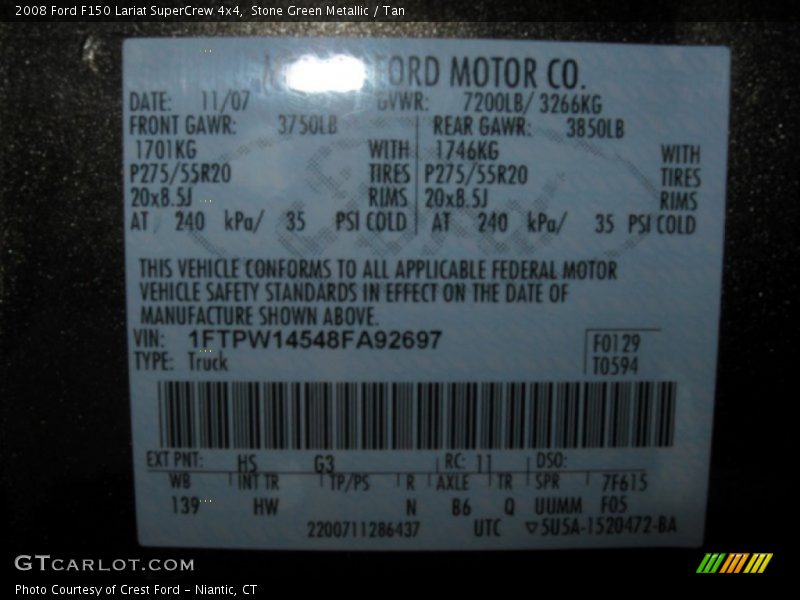 2008 Ford F150 Lariat SuperCrew 4x4, Stone Green Metallic / Tan
FORD MOTOR CO.
DATE: 11/07 GVWR: 7200LB/ 3266KG
FRONT GAWR: 3750LB REAR GAWR: 3850LB
1701KG WITH 1746KG WITH
P275/55R20 TIRES P275/55R20 TIRES
20x8.5J RIMS 20x8.5J RIMS
AT 240 kPa/ 35 PSI COLD AT 240 kPa/ 35 PSI COLD
THIS VEHICLE CONFORMS TO ALL APPLICABLE FEDERAL MOTOR
VEHICLE SAFETY STANDARDS IN EFFECT ON THE DATE OF
MANUFACTURE SHOWN ABOVE.
VIN: 1FTPW14548FA92697 F0129
TYPE: Truck T0594
EXT PNT: HS G3 RC: 11 DSO:
WB INT TR TP/PS R AXLE TR SPR 7F615
139 HW N B6 Q UUMM F05
2200711286437 UTC ▽5U5A-1520472-BA
GTCARLOT.COM
Photo Courtesy of Crest Ford - Niantic, CT